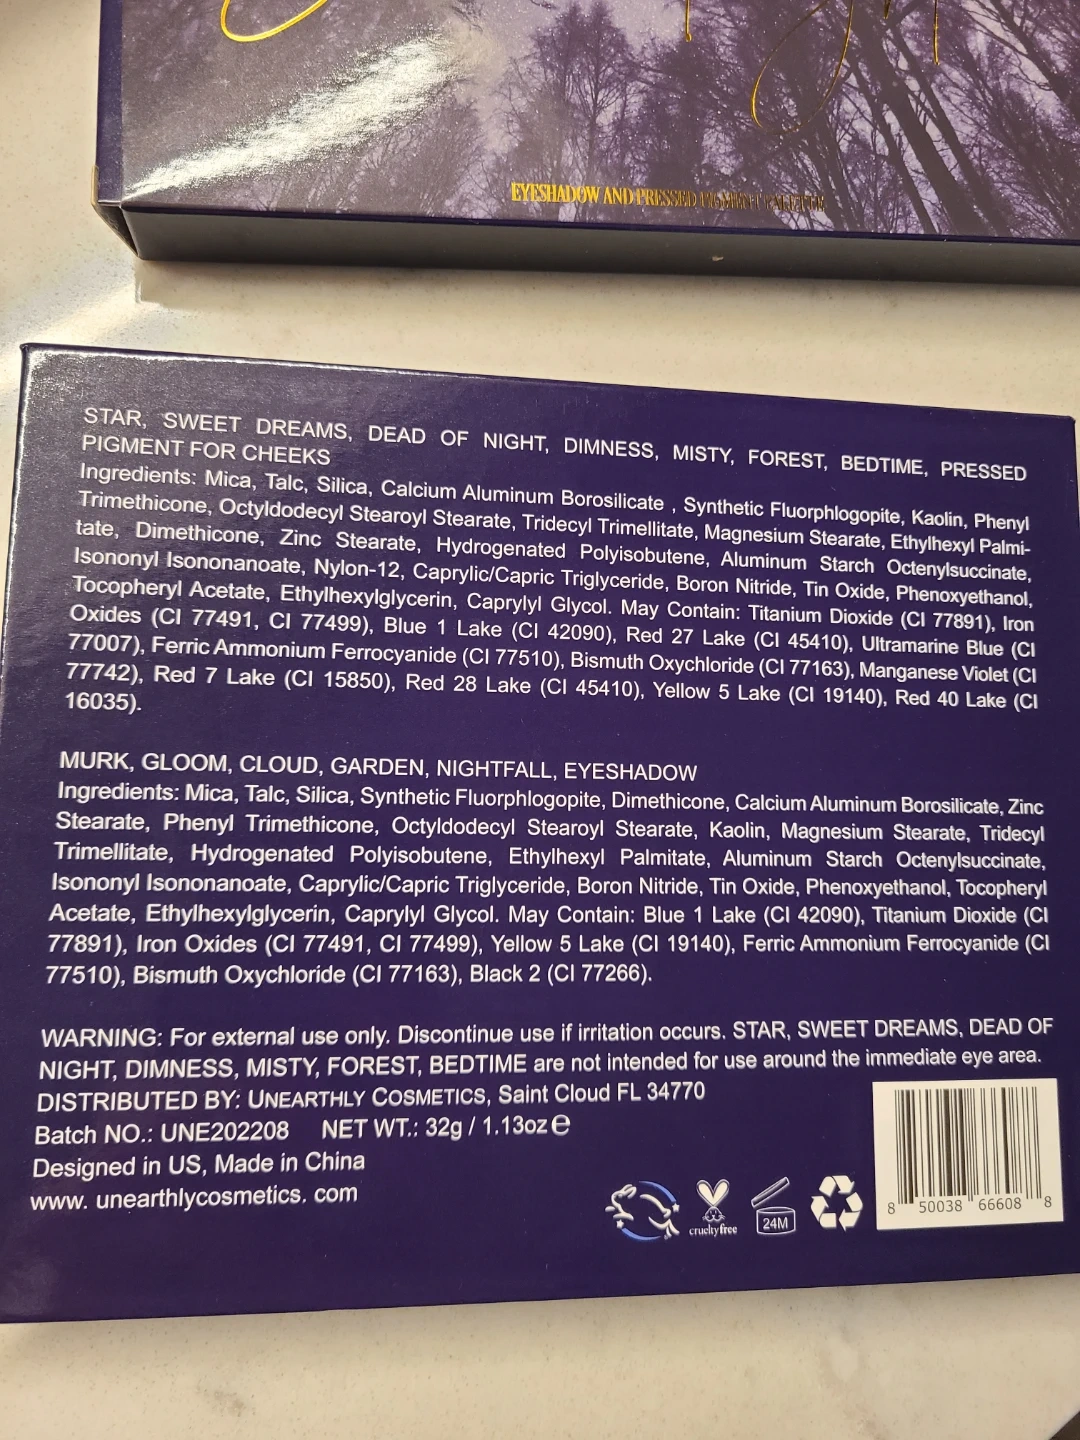 EYESHADOW AND PRESSED PIGMENT PALETTE
STAR, SWEET DREAMS, DEAD OF NIGHT, DIMNESS, MISTY, FOREST, BEDTIME, PRESSED
PIGMENT FOR CHEEKS
Ingredients: Mica, Talc, Silica, Calcium Aluminum Borosilicate , Synthetic Fluorphlogopite, Kaolin, Phenyl
Trimethicone, Octyldodecyl Stearoyl Stearate, Tridecyl Trimellitate, Magnesium Stearate, Ethylhexyl Palmi-
tate, Dimethicone, Zinc Stearate, Hydrogenated Polyisobutene, Aluminum Starch Octenylsuccinate,
Isononyl Isononanoate, Nylon-12, Caprylic/Capric Triglyceride, Boron Nitride, Tin Oxide, Phenoxyethanol,
Tocopheryl Acetate, Ethylhexylglycerin, Caprylyl Glycol. May Contain: Titanium Dioxide (CI 77891), Iron
Oxides (CI 77491, CI 77499), Blue 1 Lake (CI 42090), Red 27 Lake (CI 45410), Ultramarine Blue (CI
77007), Ferric Ammonium Ferrocyanide (CI 77510), Bismuth Oxychloride (CI 77163), Manganese Violet (CI
77742), Red 7 Lake (CI 15850), Red 28 Lake (CI 45410), Yellow 5 Lake (CI 19140), Red 40 Lake (CI
16035).
MURK, GLOOM, CLOUD, GARDEN, NIGHTFALL, EYESHADOW
Ingredients: Mica, Talc, Silica, Synthetic Fluorphlogopite, Dimethicone, Calcium Aluminum Borosilicate, Zinc
Stearate, Phenyl Trimethicone, Octyldodecyl Stearoyl Stearate, Kaolin, Magnesium Stearate, Tridecyl
Trimellitate, Hydrogenated Polyisobutene, Ethylhexyl Palmitate, Aluminum Starch Octenylsuccinate,
Isononyl Isononanoate, Caprylic/Capric Triglyceride, Boron Nitride, Tin Oxide, Phenoxyethanol, Tocopheryl
Acetate, Ethylhexylglycerin, Caprylyl Glycol. May Contain: Blue 1 Lake (CI 42090), Titanium Dioxide (CI
77891), Iron Oxides (CI 77491, CI 77499), Yellow 5 Lake (CI 19140), Ferric Ammonium Ferrocyanide (CI
77510), Bismuth Oxychloride (CI 77163), Black 2 (CI 77266).
WARNING: For external use only. Discontinue use if irritation occurs. STAR, SWEET DREAMS, DEAD OF
NIGHT, DIMNESS, MISTY, FOREST, BEDTIME are not intended for use around the immediate eye area.
DISTRIBUTED BY: UNEARTHLY COSMETICS, Saint Cloud FL 34770
Batch NO.: UNE202208 NET WT.: 32g / 1.13oz ℮
Designed in US, Made in China
www. unearthlycosmetics. com
crueltyfree
24M
8 50038 66608 8